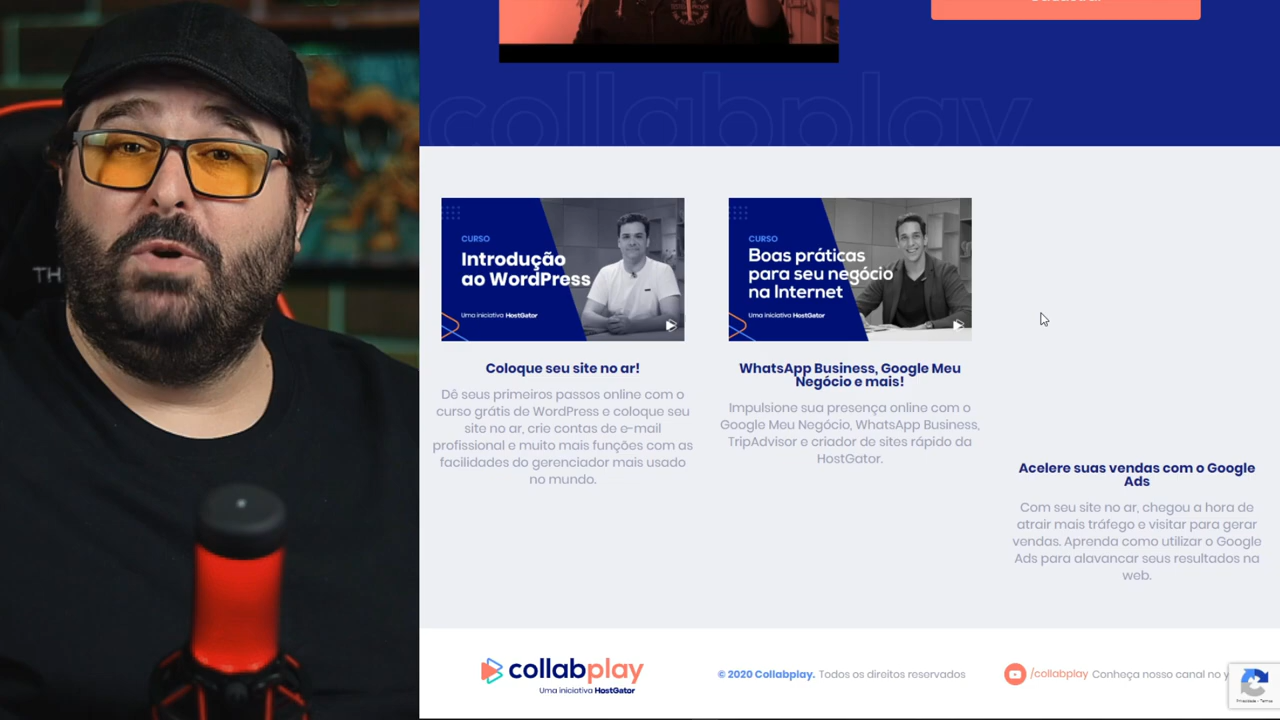 collabplay
TH
CURSO
Introdução
ao WordPress
Uma iniciativa HostGator
Coloque seu site no ar!
Dê seus primeiros passos online com o
curso grátis de WordPress e coloque seu
site no ar, crie contas de e-mail
profissional e muito mais funções com as
facilidades do gerenciador mais usado
no mundo.
CURSO
Boas práticas
para seu negócio
na Internet
Uma iniciativa HostGator
WhatsApp Business, Google Meu
Negócio e mais!
Impulsione sua presença online com o
Google Meu Negócio, WhatsApp Business,
TripAdvisor e criador de sites rápido da
HostGator.
Acelere suas vendas com o Google
Ads
Com seu site no ar, chegou a hora de
atrair mais tráfego e visitar para gerar
vendas. Aprenda como utilizar o Google
Ads para alavancar seus resultados na
web.
collabplay
Uma iniciativa HostGator
© 2020 Collabplay. Todos os direitos reservados
/collabplay Conheça nosso canal no y
Privacidade - Termos